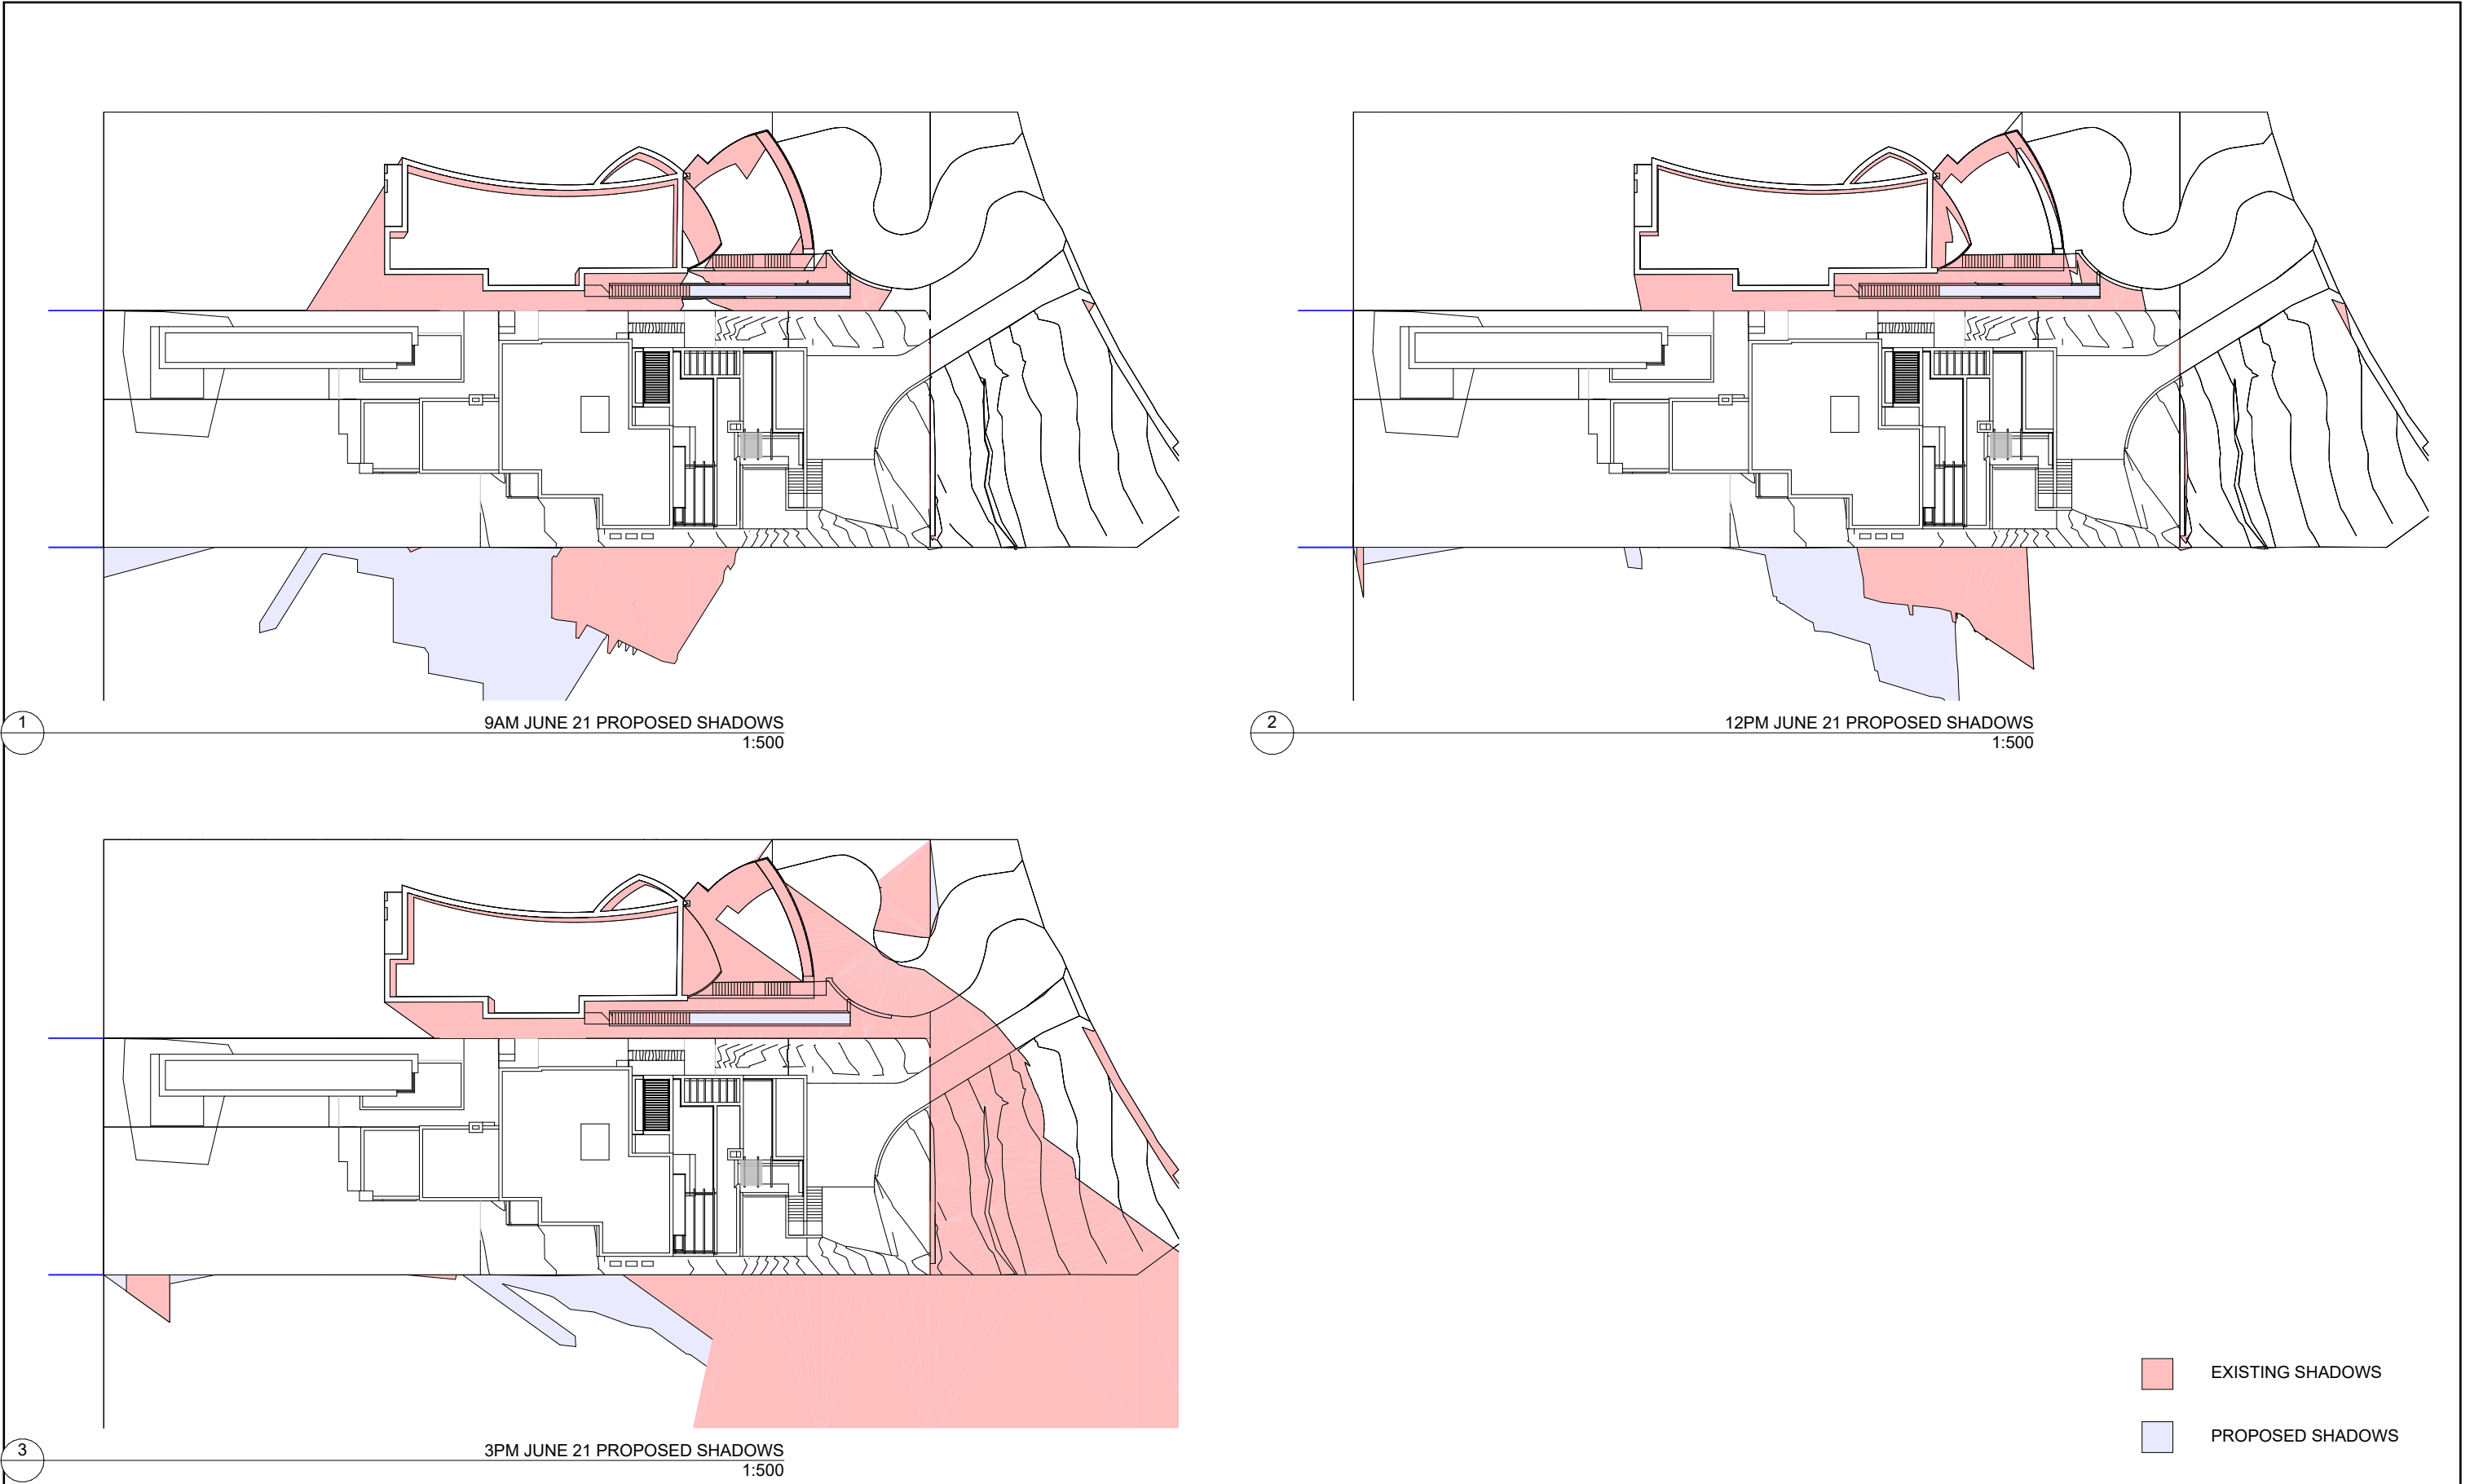 1
9AM JUNE 21 PROPOSED SHADOWS
1:500
2
12PM JUNE 21 PROPOSED SHADOWS
1:500
3
3PM JUNE 21 PROPOSED SHADOWS
1:500
EXISTING SHADOWS
PROPOSED SHADOWS